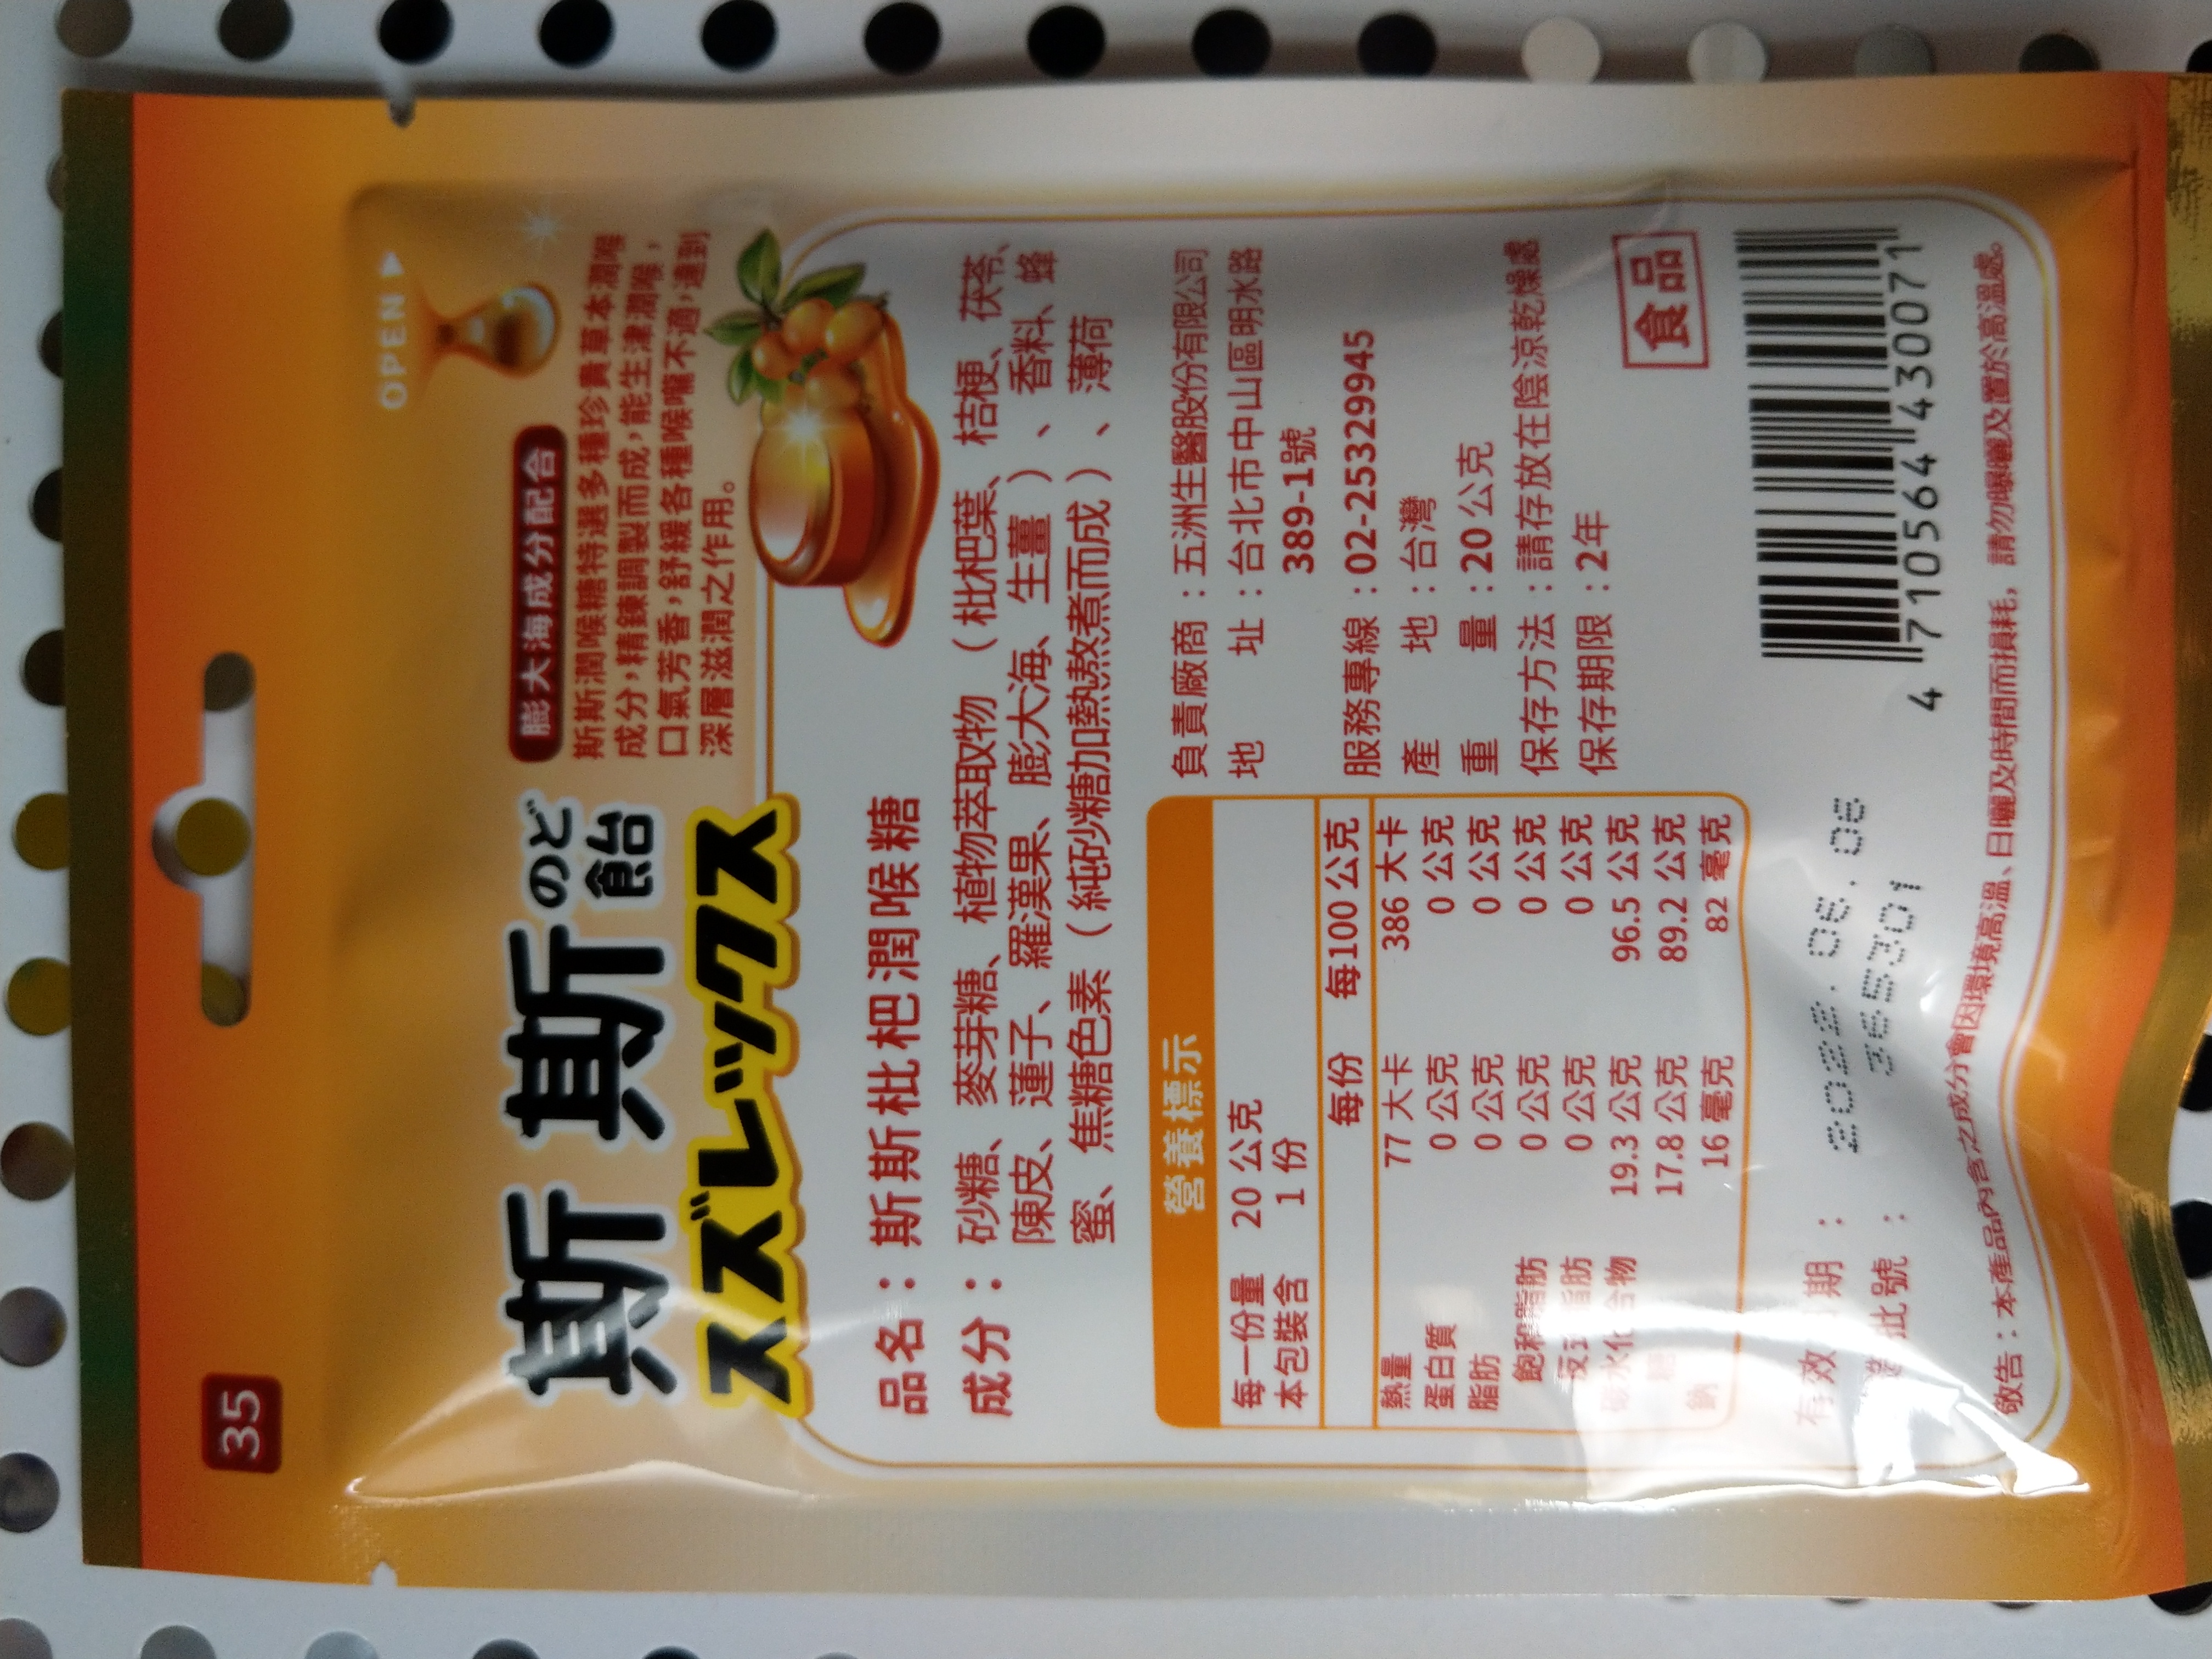 35
OPEN ▶
斯斯 のど飴
スズレックス
膨大海成分配合
斯斯潤喉糖特選多種珍貴草本潤喉
成分，精鍊調製而成，能生津潤喉，
口氣芳香，舒緩各種喉嚨不適，達到
深層滋潤之作用。
品名：斯斯枇杷潤喉糖
成分：砂糖、麥芽糖、植物萃取物（枇杷葉、桔梗、茯苓、
陳皮、蓮子、羅漢果、膨大海、生薑）、香料、蜂
蜜、焦糖色素（純砂糖加熱熬煮而成）、薄荷
營養標示
每一份量 20 公克
本包裝含 1 份
每份 每100 公克
熱量 77 大卡 386 大卡
蛋白質 0 公克 0 公克
脂肪 0 公克 0 公克
飽和脂肪 0 公克 0 公克
反式脂肪 0 公克 0 公克
碳水化合物 19.3 公克 96.5 公克
糖 17.8 公克 89.2 公克
鈉 16 毫克 82 毫克
負責廠商：五洲生醫股份有限公司
地址：台北市中山區明水路
389-1號
服務專線：02-25329945
產地：台灣
重量：20 公克
保存方法：請存放在陰涼乾燥處
保存期限：2年
食品
4 710564 430071
有效期：2022.06.06
批號：365301
敬告：本產品內含之成分會因環境高溫、日曬及時間而損耗，請勿曝曬及置於高溫處。